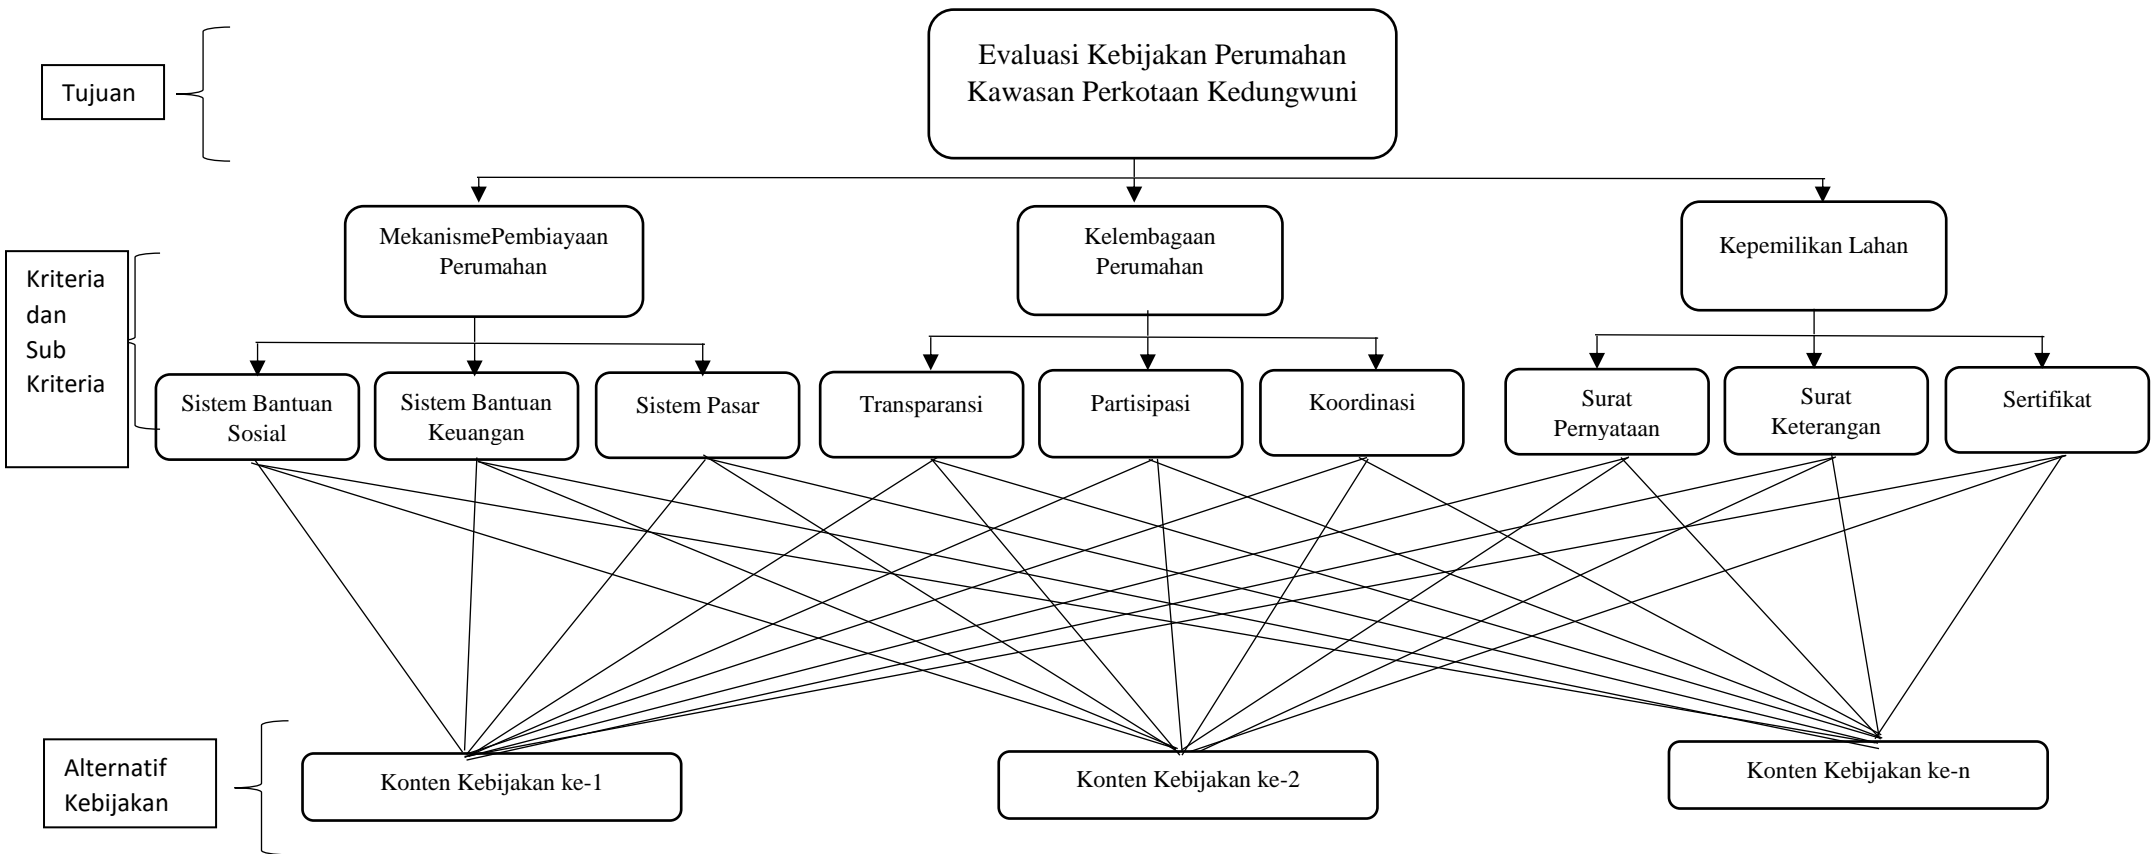 Evaluasi Kebijakan Perumahan
Kawasan Perkotaan Kedungwuni
Tujuan
MekanismePembiayaan
Perumahan
Kelembagaan
Perumahan
Kepemilikan Lahan
Kriteria
dan
Sub
Kriteria
Sistem Bantuan
Sosial
Sistem Bantuan
Keuangan
Sistem Pasar
Transparansi
Partisipasi
Koordinasi
Surat
Pernyataan
Surat
Keterangan
Sertifikat
Alternatif
Kebijakan
Konten Kebijakan ke-1
Konten Kebijakan ke-2
Konten Kebijakan ke-n